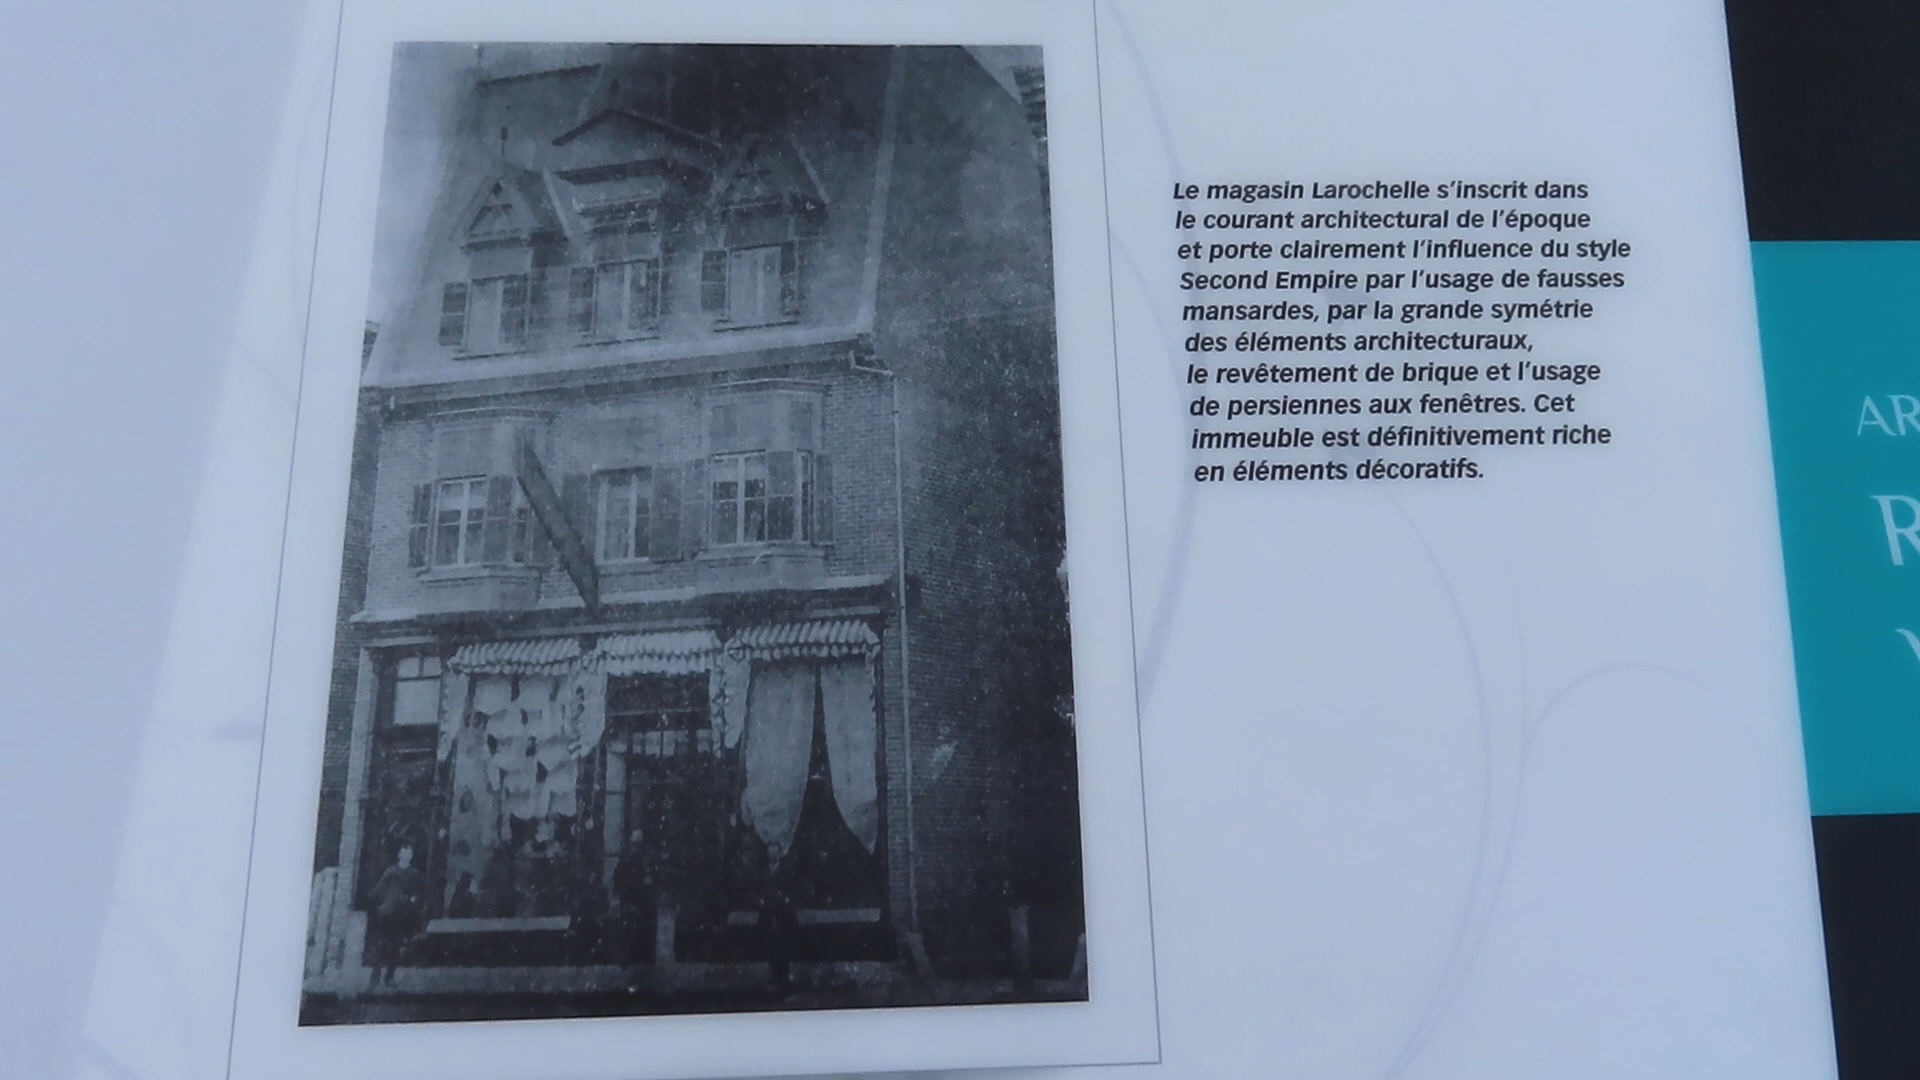 Le magasin Larochelle s'inscrit dans
le courant architectural de l'époque
et porte clairement l'influence du style
Second Empire par l'usage de fausses
mansardes, par la grande symétrie
des éléments architecturaux,
le revêtement de brique et l'usage
de persiennes aux fenêtres. Cet
immeuble est définitivement riche
en éléments décoratifs.
AR
R